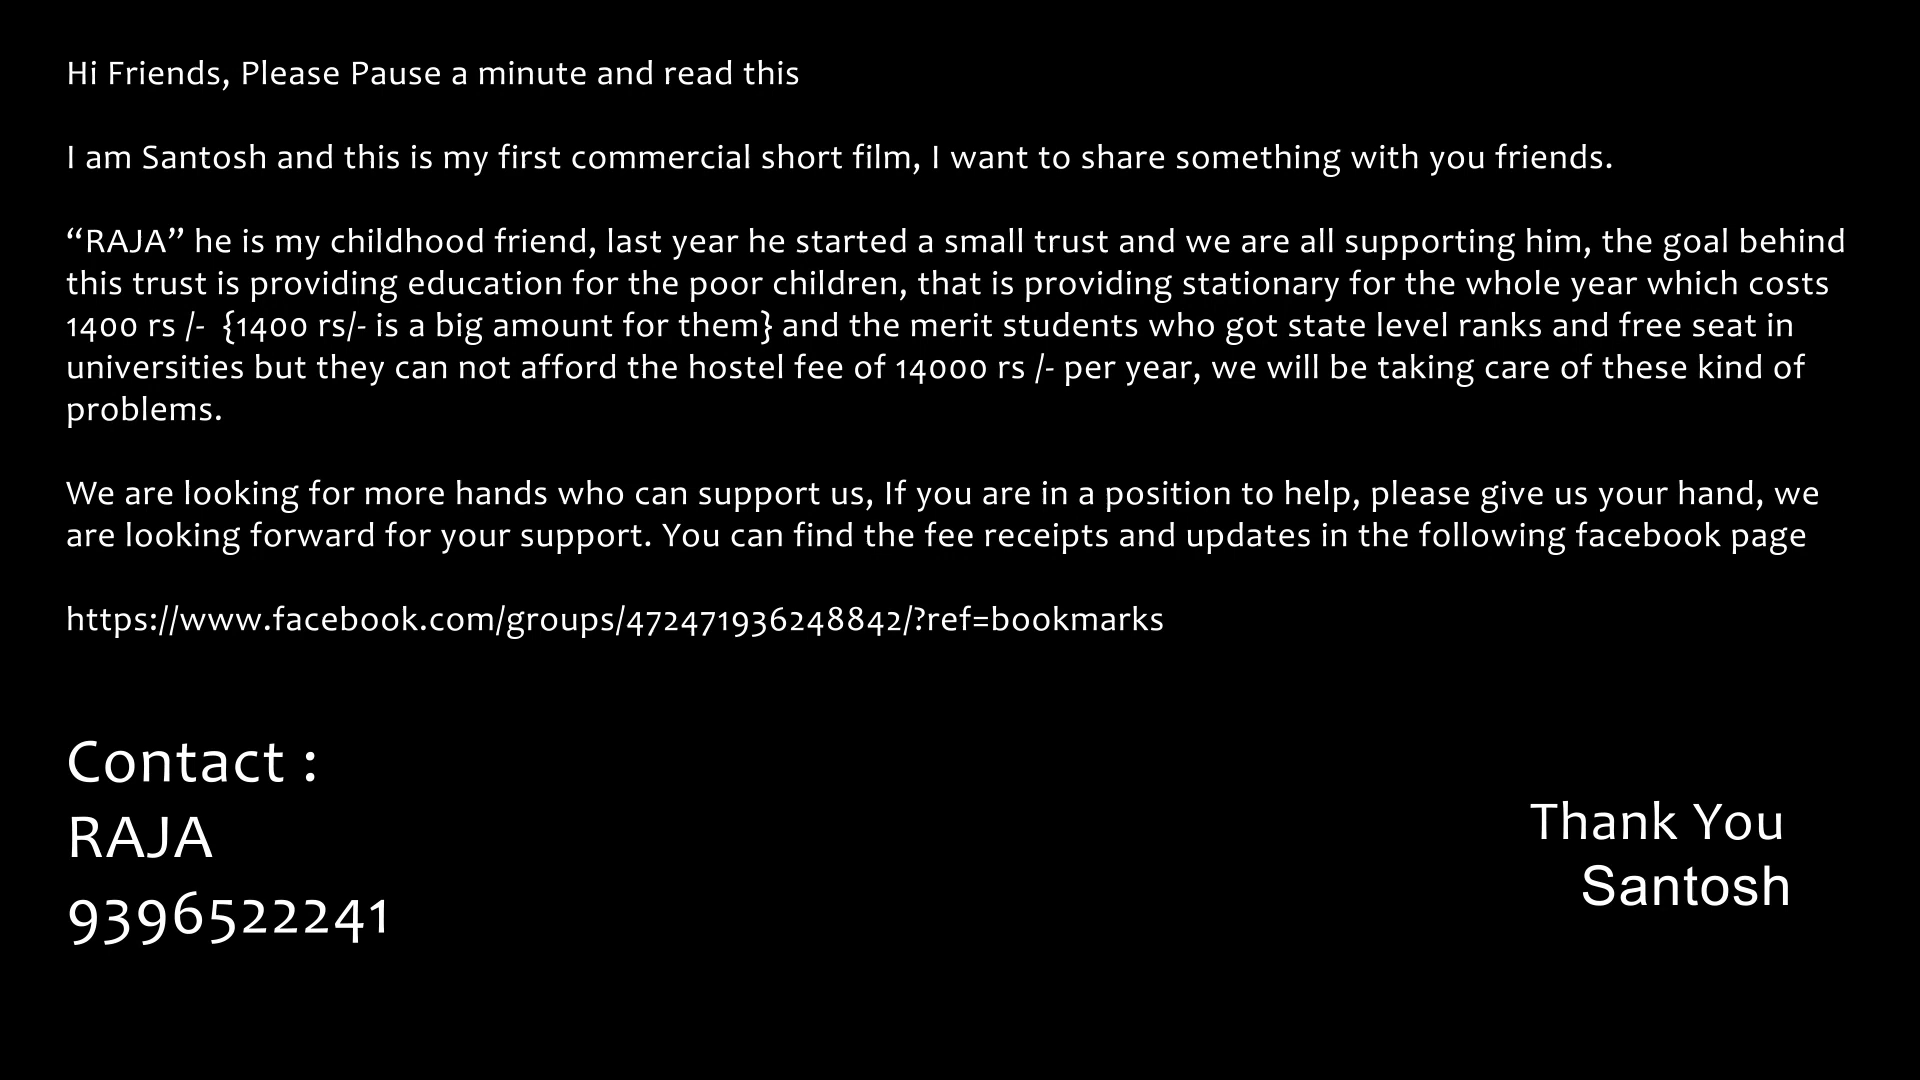 Hi Friends, Please Pause a minute and read this
I am Santosh and this is my first commercial short film, I want to share something with you friends.
“RAJA” he is my childhood friend, last year he started a small trust and we are all supporting him, the goal behind
this trust is providing education for the poor children, that is providing stationary for the whole year which costs
1400 rs /-  {1400 rs/- is a big amount for them} and the merit students who got state level ranks and free seat in
universities but they can not afford the hostel fee of 14000 rs /- per year, we will be taking care of these kind of
problems.
We are looking for more hands who can support us, If you are in a position to help, please give us your hand, we
are looking forward for your support. You can find the fee receipts and updates in the following facebook page
https://www.facebook.com/groups/472471936248842/?ref=bookmarks
Contact :
RAJA
9396522241
Thank You
Santosh